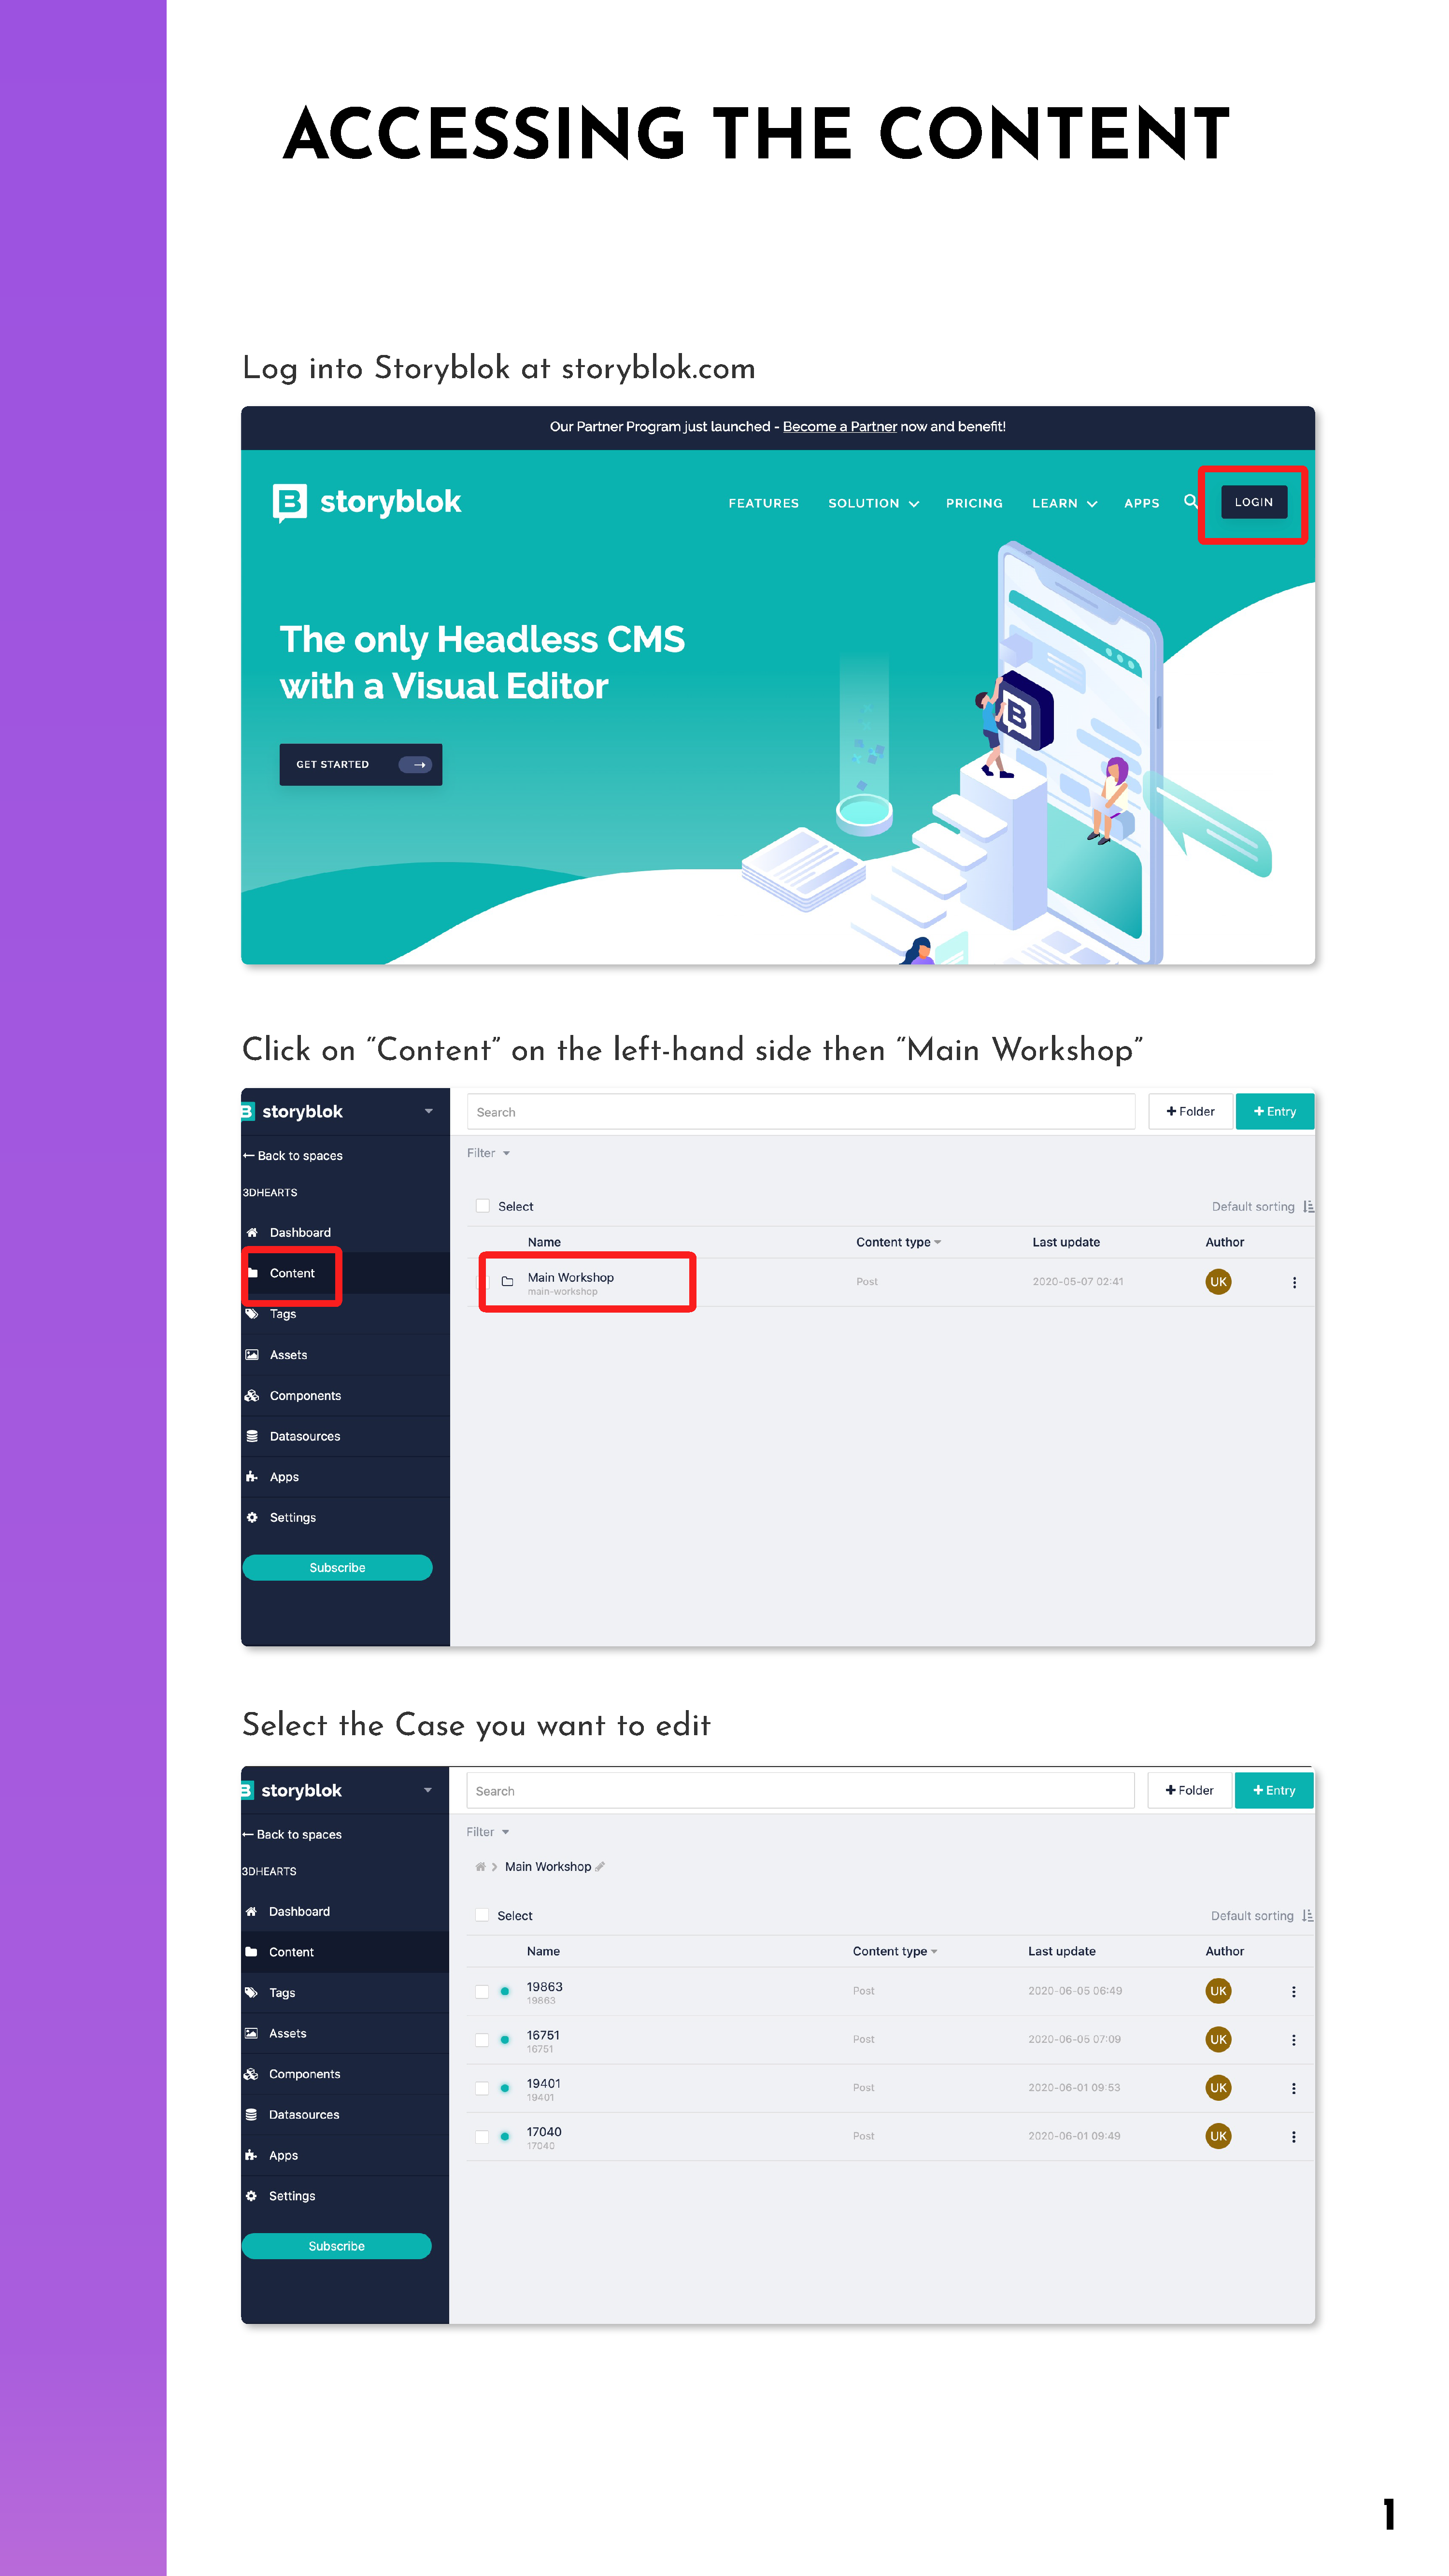 ACCESSING THE CONTENT
Log into Storyblok at storyblok.com
Our Partner Program just launched - Become a Partner now and benefit!
storyblok
FEATURES SOLUTION PRICING LEARN APPS LOGIN
The only Headless CMS
with a Visual Editor
GET STARTED
Click on “Content” on the left-hand side then “Main Workshop”
storyblok
Search
+ Folder
+ Entry
← Back to spaces
Filter
3DHEARTS
Select
Default sorting
Dashboard
Name Content type Last update Author
Content
Main Workshop
main-workshop
Post 2020-05-07 02:41 UK
Tags
Assets
Components
Datasources
Apps
Settings
Subscribe
Select the Case you want to edit
storyblok
Search
+ Folder
+ Entry
← Back to spaces
Filter
3DHEARTS
Main Workshop
Dashboard
Select
Default sorting
Content
Name Content type Last update Author
Tags
19863
19863
Post 2020-06-05 06:49 UK
Assets
16751
16751
Post 2020-06-05 07:09 UK
Components
19401
19401
Post 2020-06-01 09:53 UK
Datasources
17040
17040
Post 2020-06-01 09:49 UK
Apps
Settings
Subscribe
1